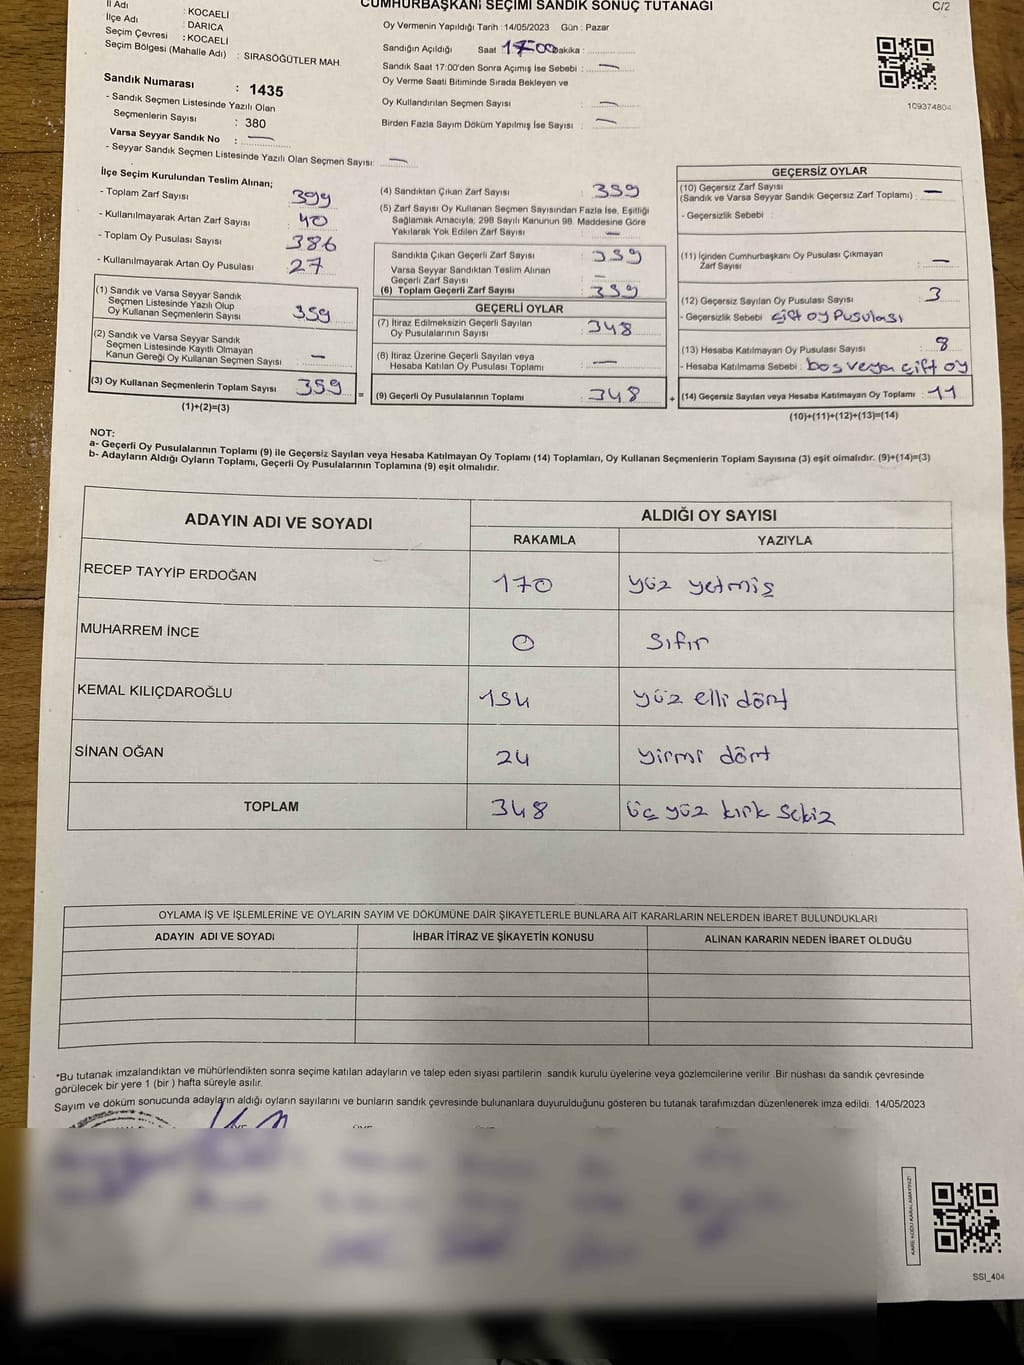 CUMHURBAŞKANI SEÇİMİ SANDIK SONUÇ TUTANAĞI
C/2
İl Adı : KOCAELİ
İlçe Adı : DARICA
Seçim Çevresi : KOCAELİ
Seçim Bölgesi (Mahalle Adı) : SIRASÖĞÜTLER MAH.
Sandık Numarası : 1435
- Sandık Seçmen Listesinde Yazılı Olan
Seçmenlerin Sayısı : 380
Varsa Seyyar Sandık No : —
- Seyyar Sandık Seçmen Listesinde Yazılı Olan Seçmen Sayısı: —
Oy Vermenin Yapıldığı Tarih : 14/05/2023 Gün : Pazar
Sandığın Açıldığı Saat 1700 Dakika :
Sandık Saat 17:00'den Sonra Açımış İse Sebebi : —
Oy Verme Saati Bitiminde Sırada Bekleyen ve
Oy Kullandırılan Seçmen Sayısı : —
Birden Fazla Sayım Döküm Yapılmış İse Sayısı : —
109374804
İlçe Seçim Kurulundan Teslim Alınan;
- Toplam Zarf Sayısı 399
- Kullanılmayarak Artan Zarf Sayısı 40
- Toplam Oy Pusulası Sayısı 386
- Kullanılmayarak Artan Oy Pusulası 27
(1) Sandık ve Varsa Seyyar Sandık
Seçmen Listesinde Yazılı Olup
Oy Kullanan Seçmenlerin Sayısı 359
(2) Sandık ve Varsa Seyyar Sandık
Seçmen Listesinde Kayıtlı Olmayan
Kanun Gereği Oy Kullanan Seçmen Sayısı —
(3) Oy Kullanan Seçmenlerin Toplam Sayısı 359
(1)+(2)=(3)
(4) Sandıktan Çıkan Zarf Sayısı : 359
(5) Zarf Sayısı Oy Kullanan Seçmen Sayısından Fazla İse, Eşitliği
Sağlamak Amacıyla, 298 Sayılı Kanunun 98. Maddesine Göre
Yakılarak Yok Edilen Zarf Sayısı —
Sandıkta Çıkan Geçerli Zarf Sayısı : 359
Varsa Seyyar Sandıktan Teslim Alınan
Geçerli Zarf Sayısı : —
(6) Toplam Geçerli Zarf Sayısı : 359
GEÇERLİ OYLAR
(7) İtiraz Edilmeksizin Geçerli Sayılan
Oy Pusulalarının Sayısı : 348
(8) İtiraz Üzerine Geçerli Sayılan veya
Hesaba Katılan Oy Pusulası Toplamı : —
= (9) Geçerli Oy Pusulalarının Toplamı : 348
GEÇERSİZ OYLAR
(10) Geçersiz Zarf Sayısı
(Sandık ve Varsa Seyyar Sandık Geçersiz Zarf Toplamı) : —
- Geçersizlik Sebebi :
(11) İçinden Cumhurbaşkanı Oy Pusulası Çıkmayan
Zarf Sayısı : —
(12) Geçersiz Sayılan Oy Pusulası Sayısı : 3
- Geçersizlik Sebebi : çift oy pusulası
(13) Hesaba Katılmayan Oy Pusulası Sayısı : 8
- Hesaba Katılmama Sebebi : boş veya çift oy
+ (14) Geçersiz Sayılan veya Hesaba Katılmayan Oy Toplamı : 11
(10)+(11)+(12)+(13)=(14)
NOT:
a- Geçerli Oy Pusulalarının Toplamı (9) ile Geçersiz Sayılan veya Hesaba Katılmayan Oy Toplamı (14) Toplamları, Oy Kullanan Seçmenlerin Toplam Sayısına (3) eşit olmalıdır. (9)+(14)=(3)
b- Adayların Aldığı Oyların Toplamı, Geçerli Oy Pusulalarının Toplamına (9) eşit olmalıdır.
ADAYIN ADI VE SOYADI ALDIĞI OY SAYISI
RAKAMLA YAZIYLA
RECEP TAYYİP ERDOĞAN 170 yüz yetmiş
MUHARREM İNCE 0 sıfır
KEMAL KILIÇDAROĞLU 154 yüz elli dört
SİNAN OĞAN 24 yirmi dört
TOPLAM 348 üç yüz kırk sekiz
OYLAMA İŞ VE İŞLEMLERİNE VE OYLARIN SAYIM VE DÖKÜMÜNE DAİR ŞİKAYETLERLE BUNLARA AİT KARARLARIN NELERDEN İBARET BULUNDUKLARI
ADAYIN ADI VE SOYADI İHBAR İTİRAZ VE ŞİKAYETİN KONUSU ALINAN KARARIN NEDEN İBARET OLDUĞU
*Bu tutanak imzalandıktan ve mühürlendikten sonra seçime katılan adayların ve talep eden siyasi partilerin sandık kurulu üyelerine veya gözlemcilerine verilir. Bir nüshası da sandık çevresinde
görülecek bir yere 1 (bir) hafta süreyle asılır.
Sayım ve döküm sonucunda adayların aldığı oyların sayılarını ve bunların sandık çevresinde bulunanlara duyurulduğunu gösteren bu tutanak tarafımızdan düzenlenerek imza edildi. 14/05/2023
SSİ_404